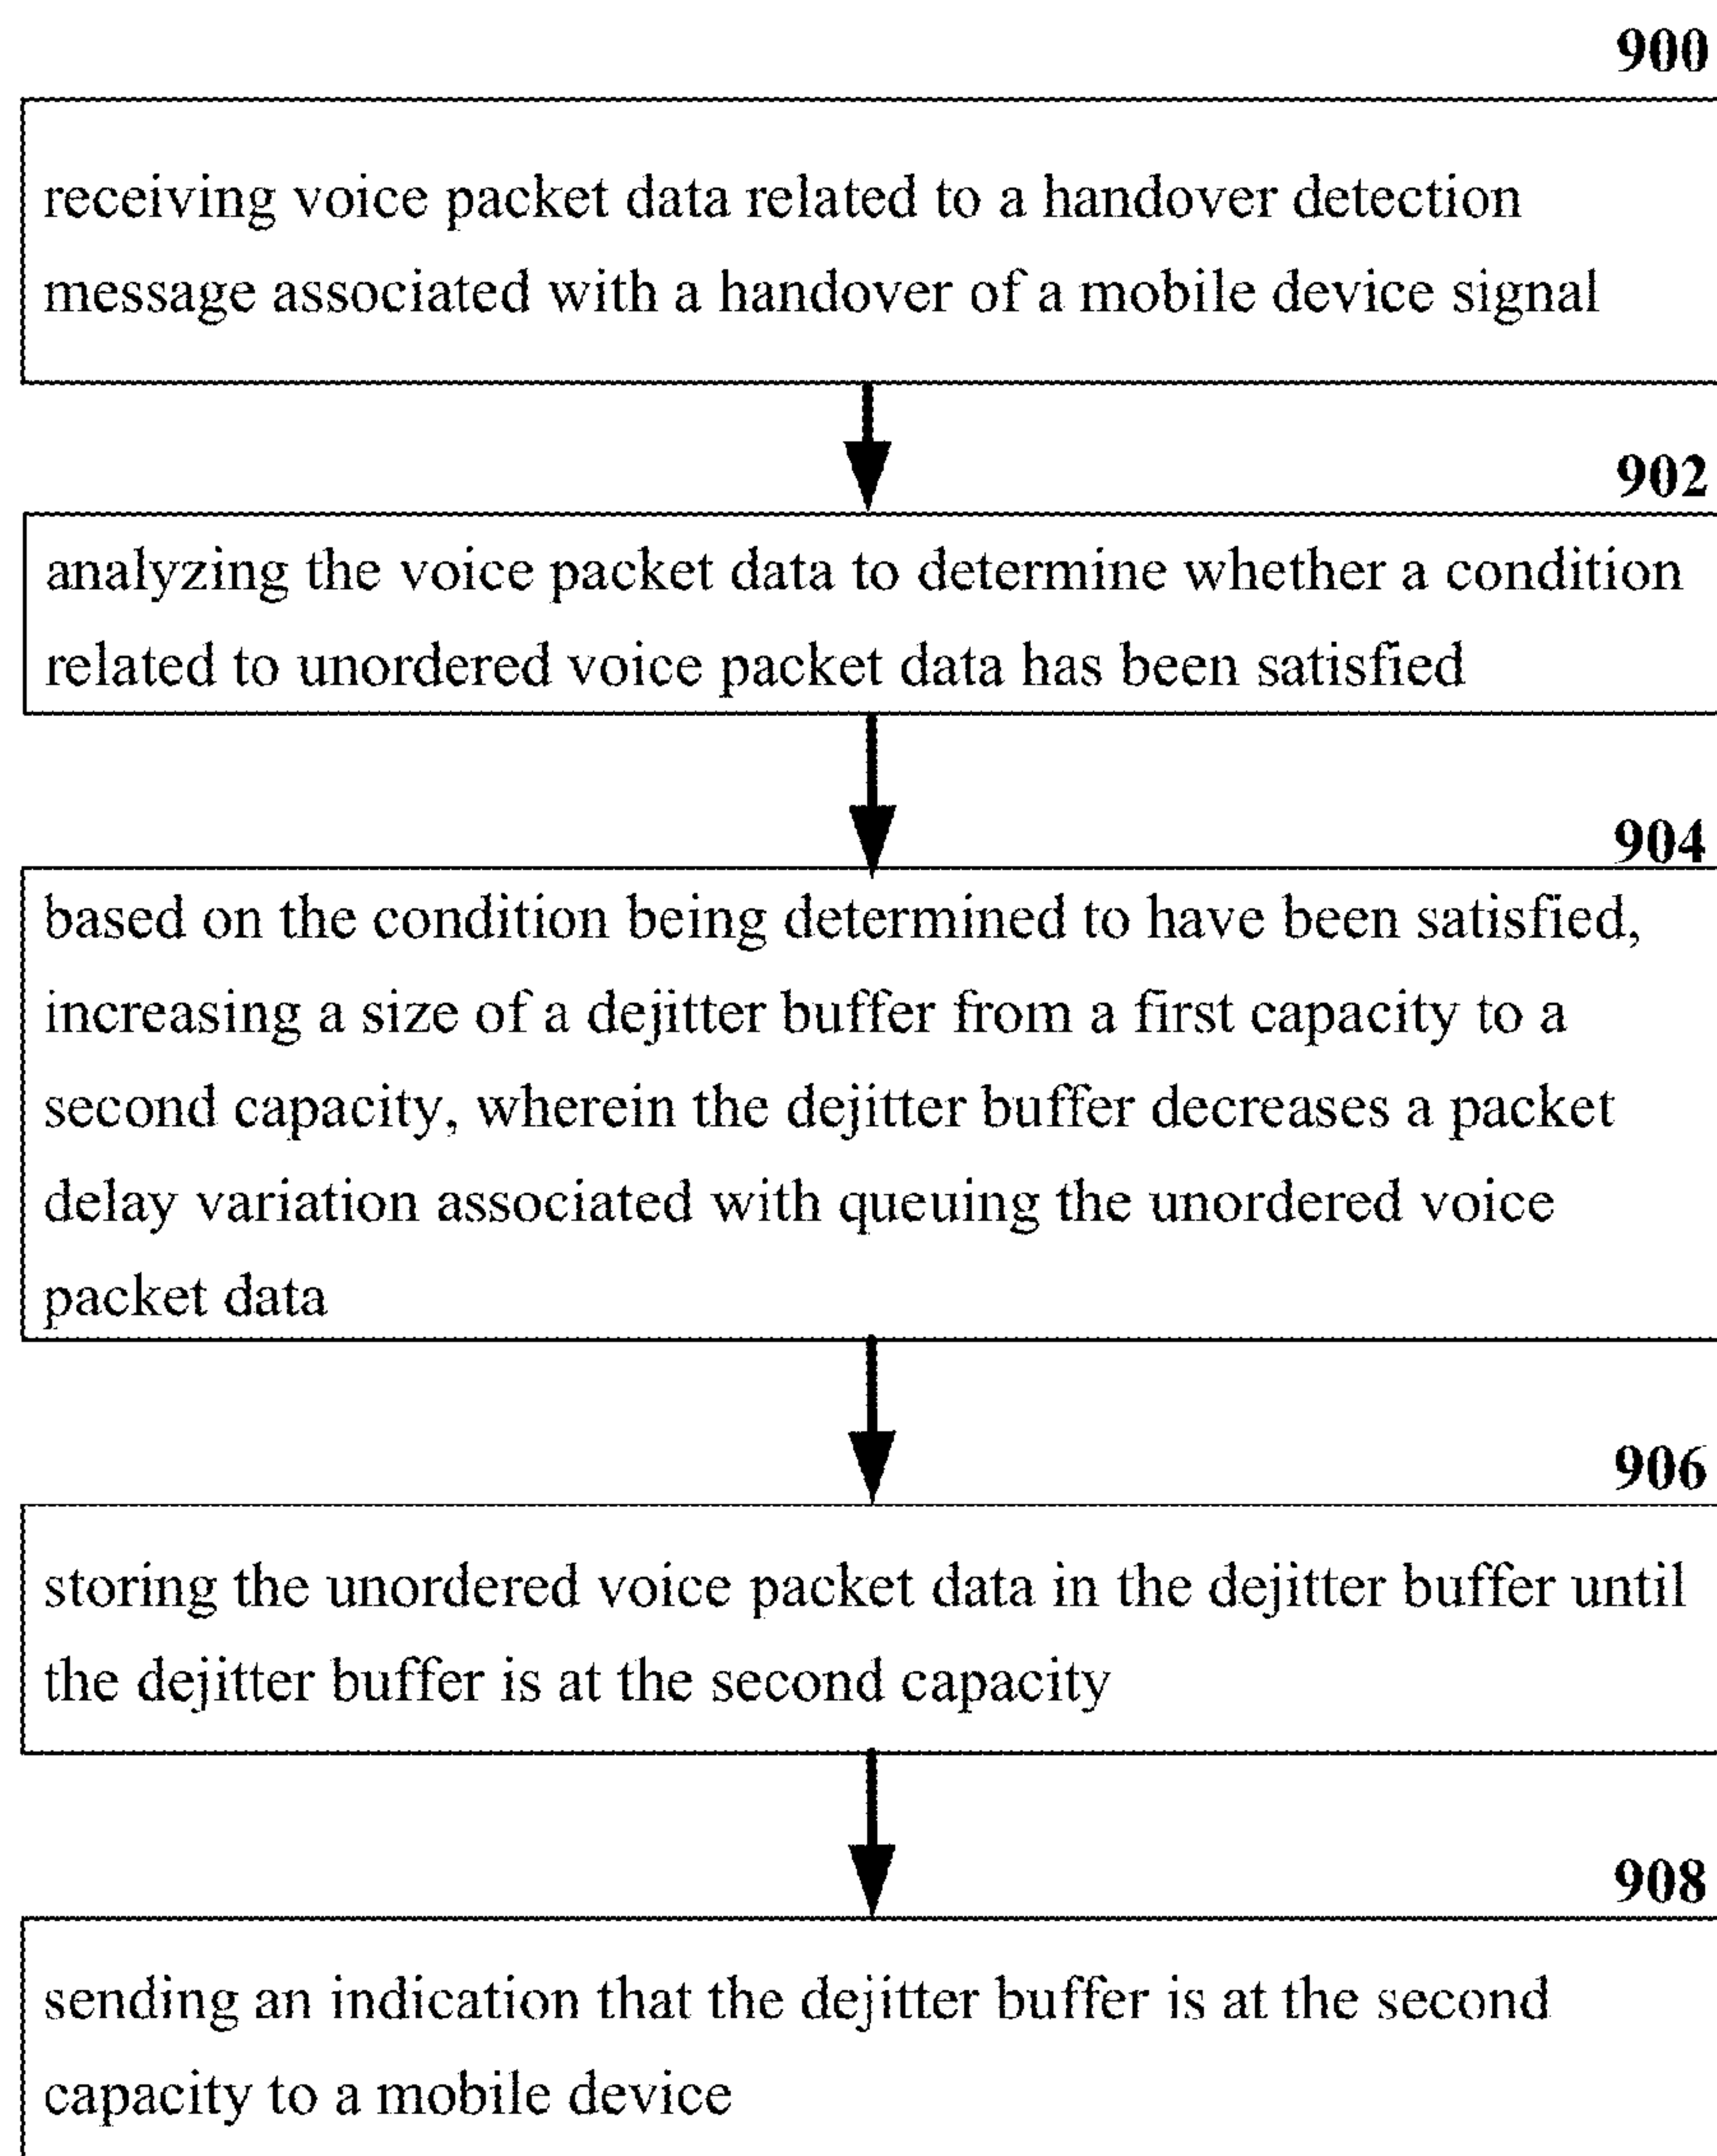 900
receiving voice packet data related to a handover detection
message associated with a handover of a mobile device signal
902
analyzing the voice packet data to determine whether a condition
related to unordered voice packet data has been satisfied
904
based on the condition being determined to have been satisfied,
increasing a size of a dejitter buffer from a first capacity to a
second capacity, wherein the dejitter buffer decreases a packet
delay variation associated with queuing the unordered voice
packet data
906
storing the unordered voice packet data in the dejitter buffer until
the dejitter buffer is at the second capacity
908
sending an indication that the dejitter buffer is at the second
capacity to a mobile device